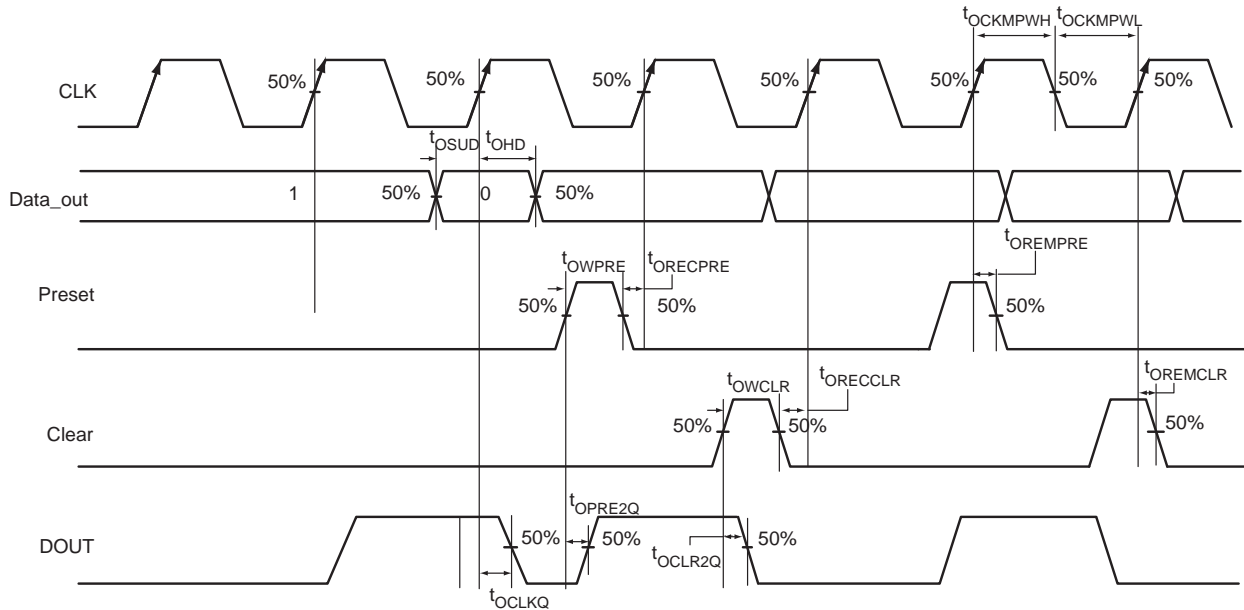 tOCKMPWH tOCKMPWL
CLK 50% 50% 50% 50% 50% 50% 50%
tOSUD tOHD
Data_out 1 50% 0 50%
tOREMPRE
tOWPRE tORECPRE
Preset 50% 50% 50%
tOWCLR tORECCLR tOREMCLR
Clear 50% 50% 50%
tOPRE2Q
DOUT 50% 50% 50%
tOCLR2Q
tOCLKQ